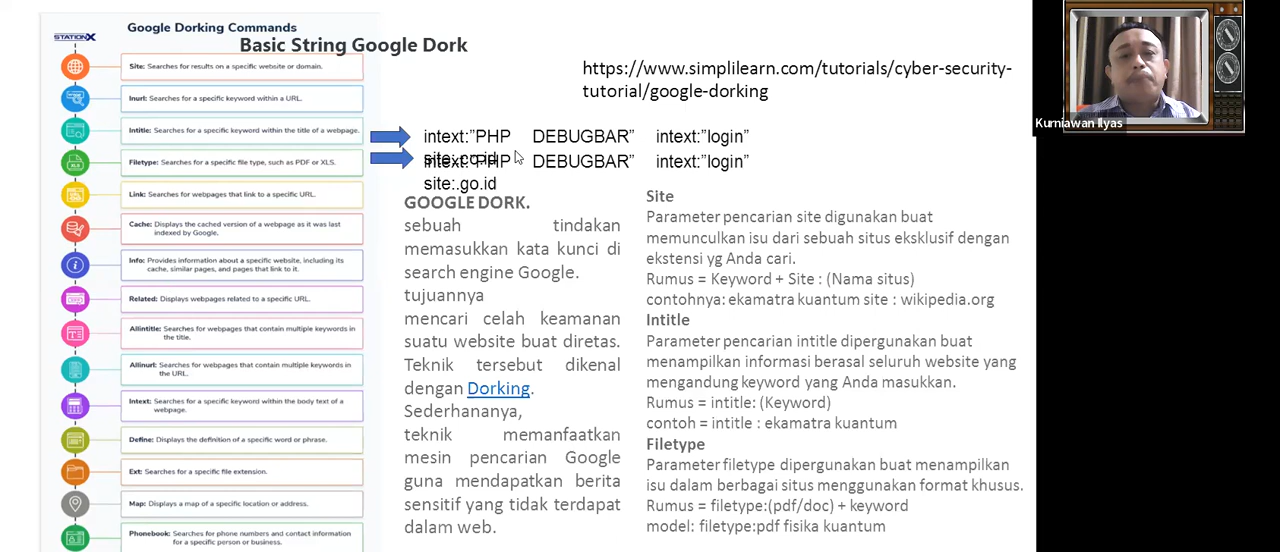 Google Dorking Commands
STATIONX
Basic String Google Dork
Site: Searches for results on a specific website or domain.
Inurl: Searches for a specific keyword within a URL.
Intitle: Searches for a specific keyword within the title of a webpage.
Filetype: Searches for a specific file type, such as PDF or XLS.
Link: Searches for webpages that link to a specific URL.
Cache: Displays the cached version of a webpage as it was last
indexed by Google.
Info: Provides information about a specific website, including its
cache, similar pages, and pages that link to it.
Related: Displays webpages related to a specific URL.
Allintitle: Searches for webpages that contain multiple keywords in
the title.
Allinurl: Searches for webpages that contain multiple keywords in
the URL.
Intext: Searches for a specific keyword within the body text of a
webpage.
Define: Displays the definition of a specific word or phrase.
Ext: Searches for a specific file extension.
Map: Displays a map of a specific location or address.
Phonebook: Searches for phone numbers and contact information
for a specific person or business.
https://www.simplilearn.com/tutorials/cyber-security-
tutorial/google-dorking
intext:”PHP DEBUGBAR” intext:”login”
site:.go.id
intext:”PHP DEBUGBAR” intext:”login”
site:.go.id
GOOGLE DORK.
sebuah tindakan
memasukkan kata kunci di
search engine Google.
tujuannya
mencari celah keamanan
suatu website buat diretas.
Teknik tersebut dikenal
dengan Dorking.
Sederhananya,
teknik memanfaatkan
mesin pencarian Google
guna mendapatkan berita
sensitif yang tidak terdapat
dalam web.
Site
Parameter pencarian site digunakan buat
memunculkan isu dari sebuah situs eksklusif dengan
ekstensi yg Anda cari.
Rumus = Keyword + Site : (Nama situs)
contohnya: ekamatra kuantum site : wikipedia.org
Intitle
Parameter pencarian intitle dipergunakan buat
menampilkan informasi berasal seluruh website yang
mengandung keyword yang Anda masukkan.
Rumus = intitle: (Keyword)
contoh = intitle : ekamatra kuantum
Filetype
Parameter filetype dipergunakan buat menampilkan
isu dalam berbagai situs menggunakan format khusus.
Rumus = filetype:(pdf/doc) + keyword
model: filetype:pdf fisika kuantum
Kurniawan Ilyas